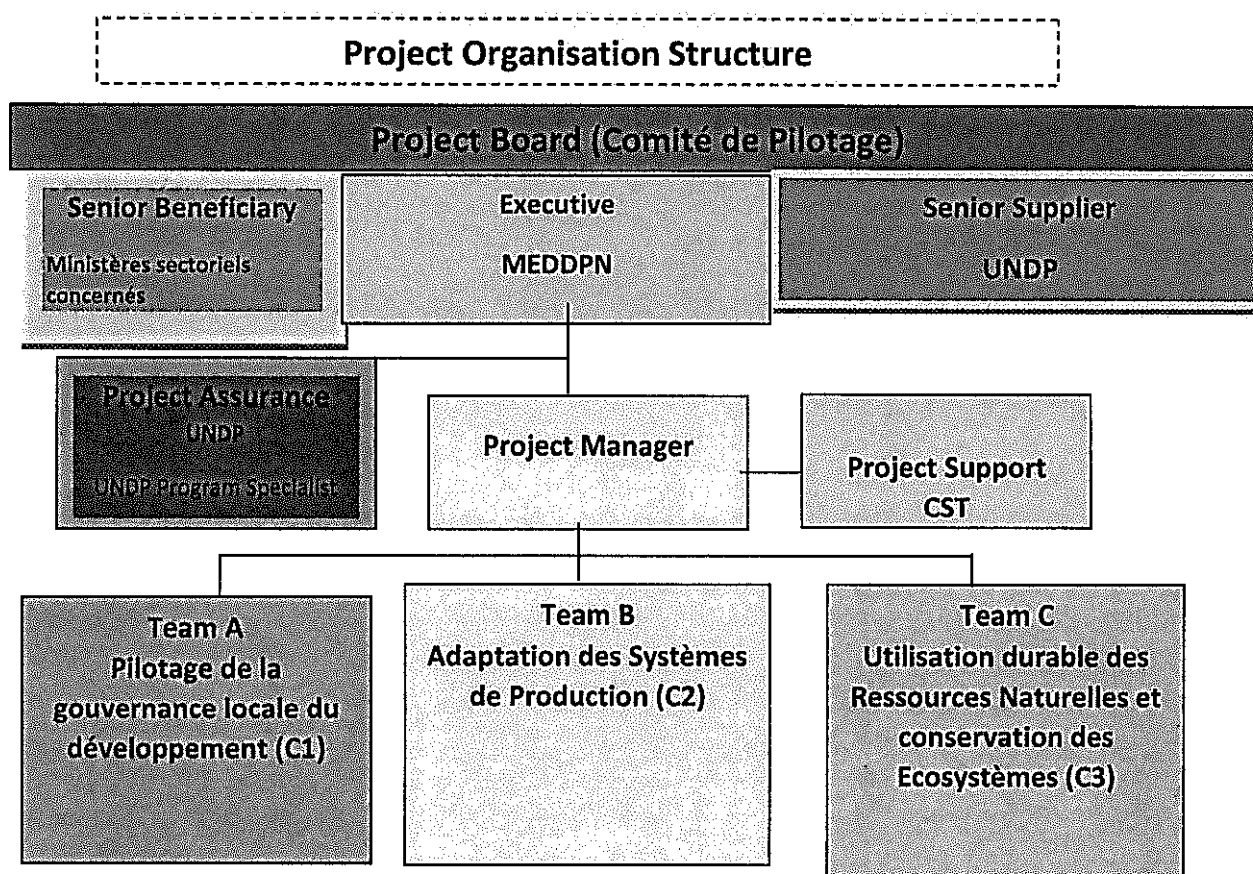 Project Organisation Structure
Project Board (Comité de Pilotage)
Senior Beneficiary
Ministères sectoriels
concernés
Executive
MEDDPN
Senior Supplier
UNDP
Project Assurance
UNDP
UNDP Program Specialist
Project Manager
Project Support
CST
Team A
Pilotage de la
gouvernance locale du
développement (C1)
Team B
Adaptation des Systèmes
de Production (C2)
Team C
Utilisation durable des
Ressources Naturelles et
conservation des
Ecosystèmes (C3)